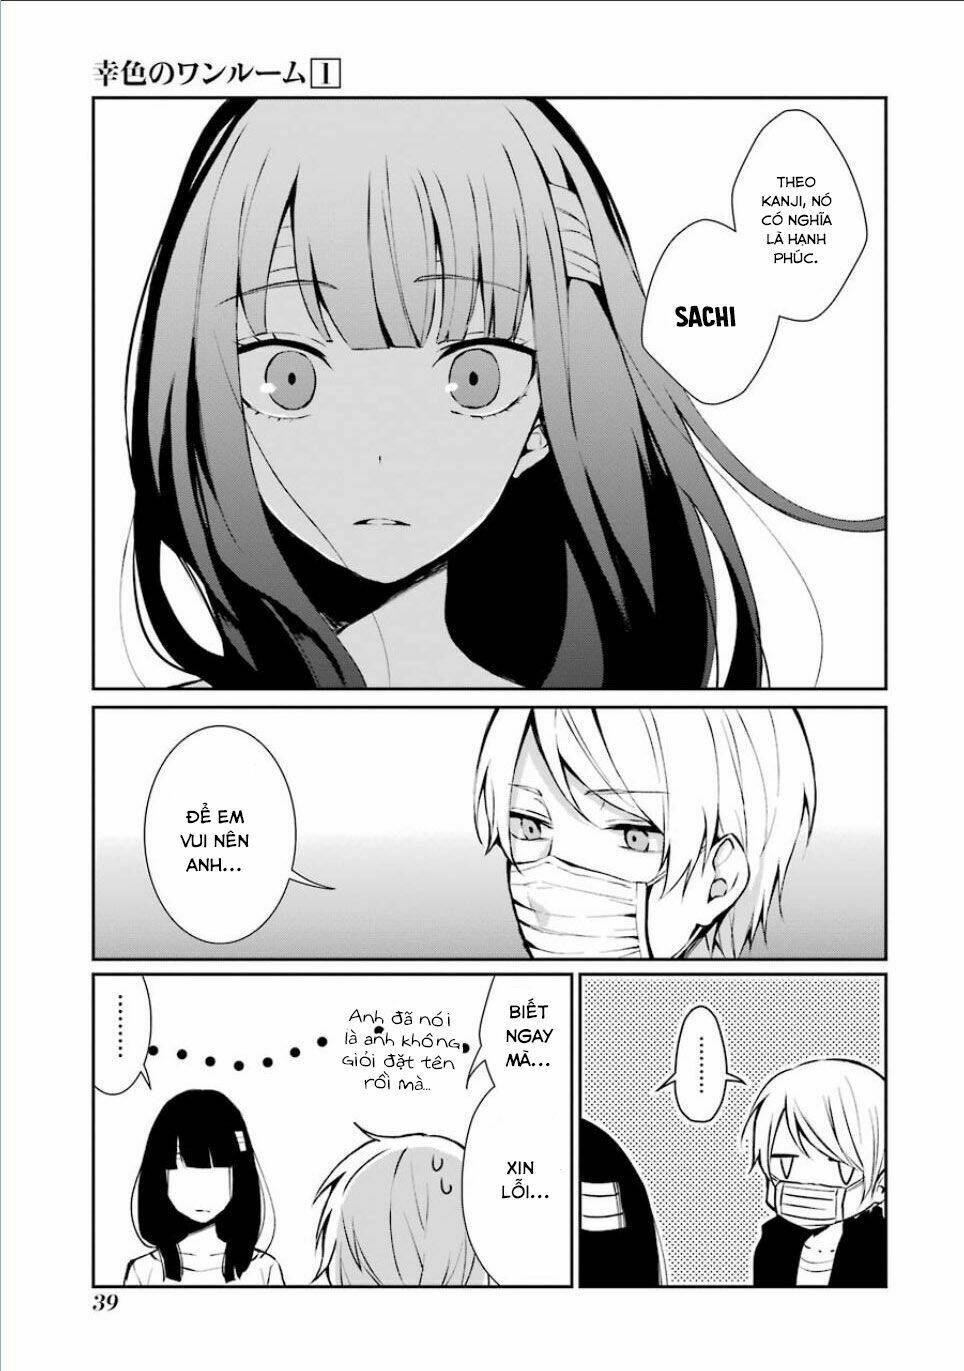 幸色のワンルーム 1
THEO
KANJI, NÓ
CÓ NGHĨA
LÀ HẠNH
PHÚC.
SACHI
ĐỂ EM
VUI NÊN
ANH...
.........
.........
BIẾT
NGAY
MÀ...
XIN
LỖI...
Anh đã nói
là anh không
giỏi đặt tên
rồi mà...
.........
39